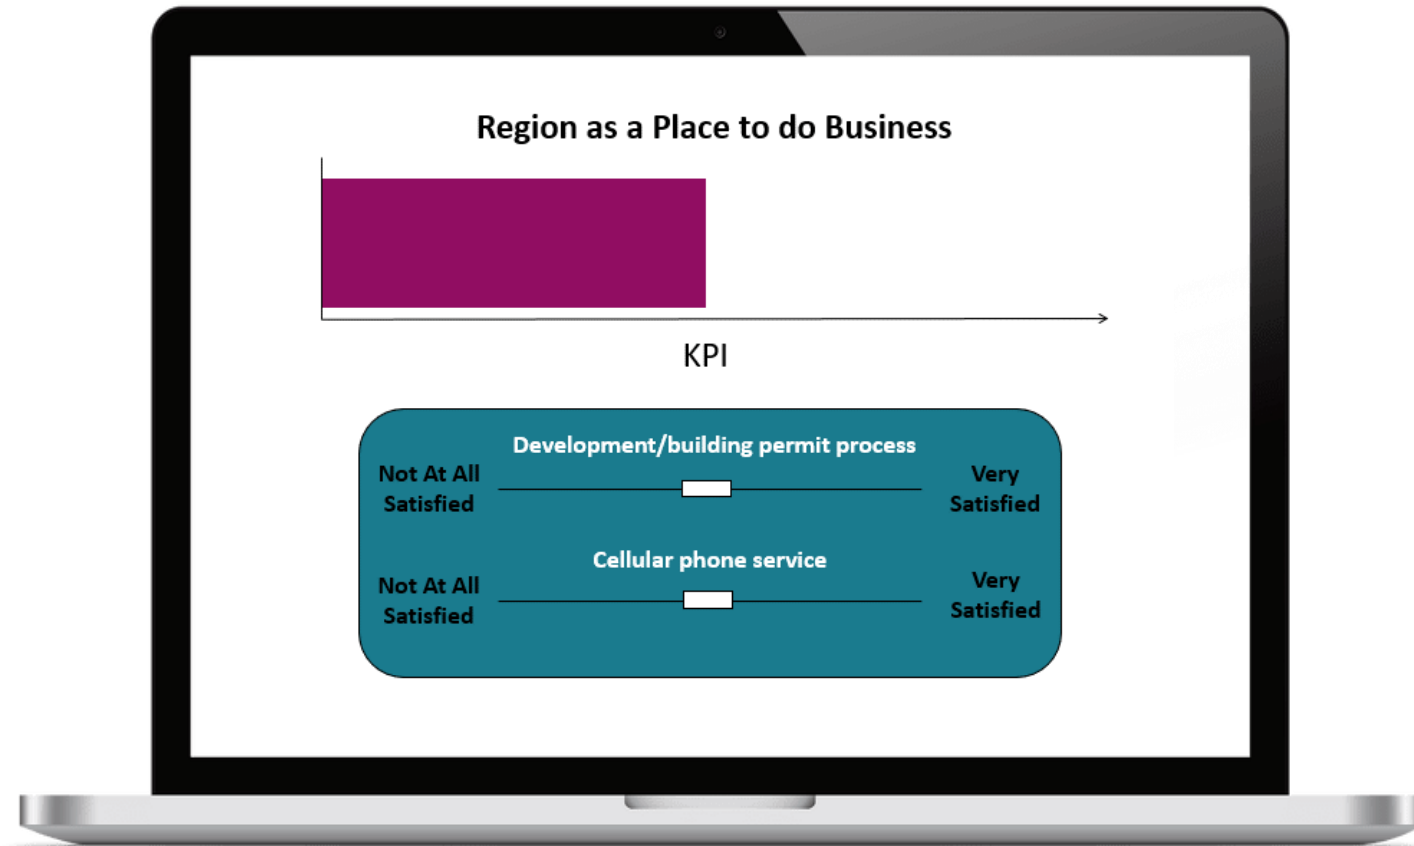 Region as a Place to do Business
KPI
Development/building permit process
Not At All
Satisfied
Very
Satisfied
Cellular phone service
Not At All
Satisfied
Very
Satisfied